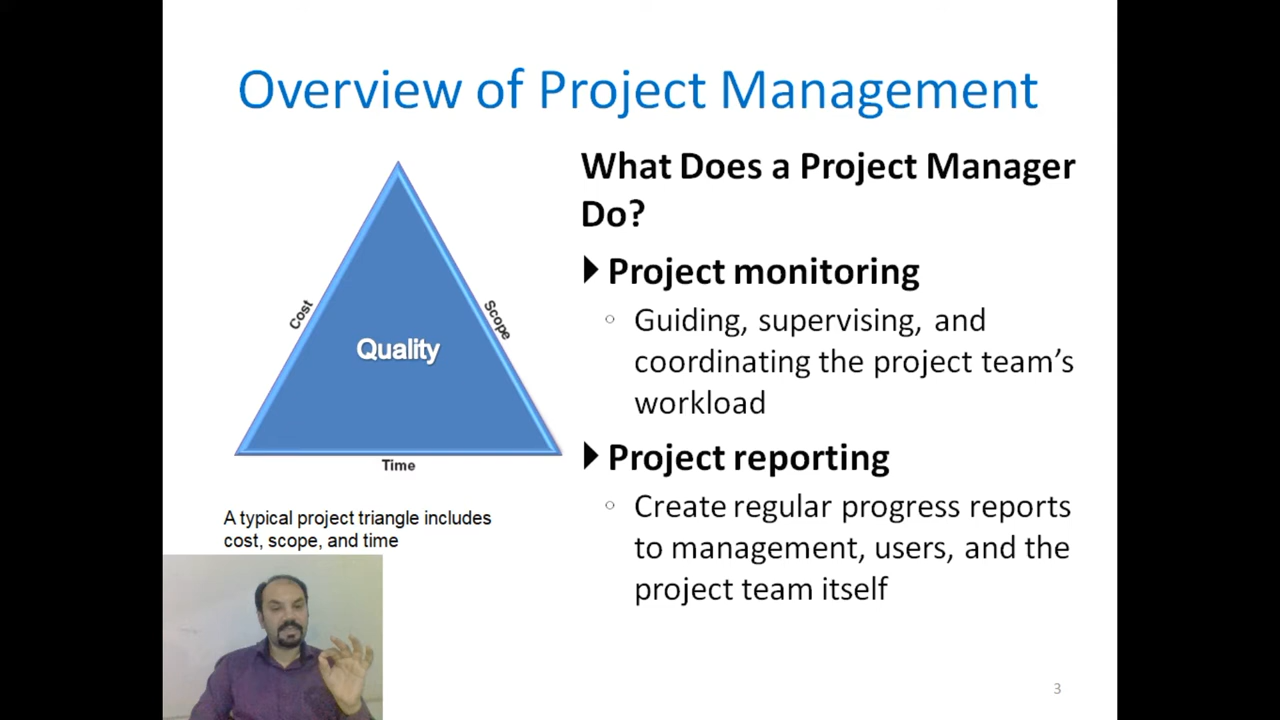 Overview of Project Management
What Does a Project Manager
Do?
Project monitoring
Guiding, supervising, and
coordinating the project team’s
workload
Project reporting
Create regular progress reports
to management, users, and the
project team itself
Cost
Scope
Quality
Time
A typical project triangle includes
cost, scope, and time
3